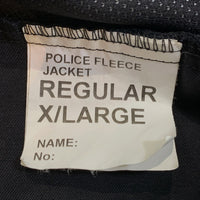 POLICE FLEECE
JACKET
REGULAR
X/LARGE
NAME:
No: